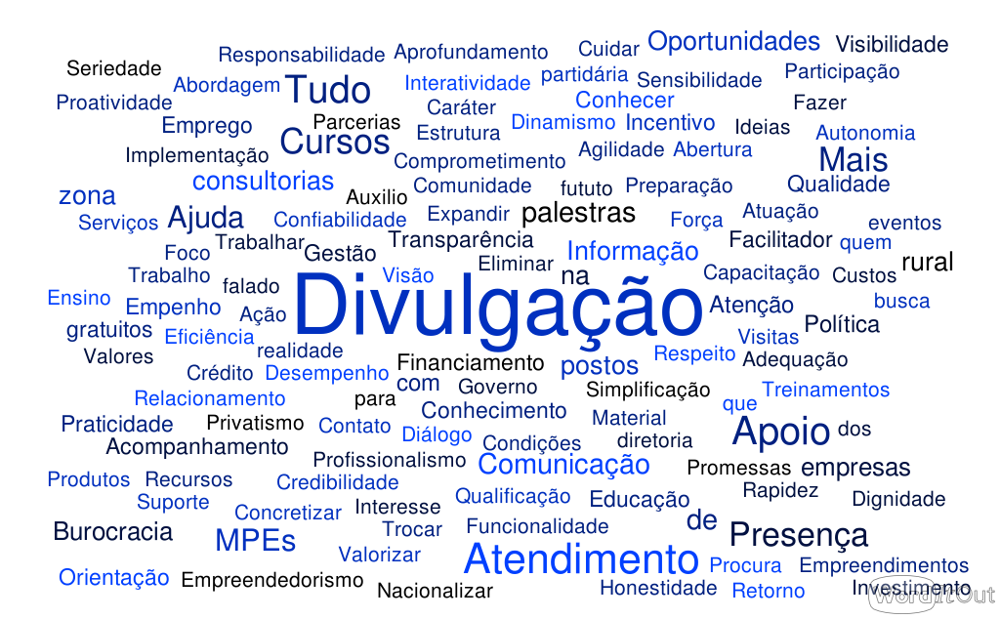 Responsabilidade Aprofundamento Cuidar Oportunidades Visibilidade
Seriedade Abordagem Tudo Interatividade partidária Sensibilidade Participação
Proatividade Caráter Conhecer Fazer
Emprego Parcerias Estrutura Dinamismo Incentivo Ideias Autonomia
Implementação Cursos Comprometimento Agilidade Abertura Mais
zona consultorias Auxilio Comunidade fututo Preparação Qualidade
Serviços Ajuda Confiabilidade Expandir palestras Força Atuação eventos
Foco Trabalhar Gestão Transparência Informação Facilitador quem
Trabalho falado Visão Eliminar na Capacitação Custos rural
Ensino Empenho Ação Divulgação Atenção busca
gratuitos Eficiência Visitas Política
Valores realidade Financiamento postos Respeito Adequação
Crédito Desempenho com Governo Simplificação Treinamentos
Relacionamento para Conhecimento Material que
Praticidade Privatismo Contato Diálogo Condições diretoria Apoio dos
Acompanhamento Profissionalismo Comunicação Promessas empresas
Produtos Recursos Credibilidade Qualificação Educação Rapidez Dignidade
Suporte Concretizar Interesse
Burocracia MPEs Trocar Funcionalidade de Presença
Valorizar Atendimento Procura Empreendimentos
Orientação Empreendedorismo Nacionalizar Honestidade Retorno Investimento
WordItOut